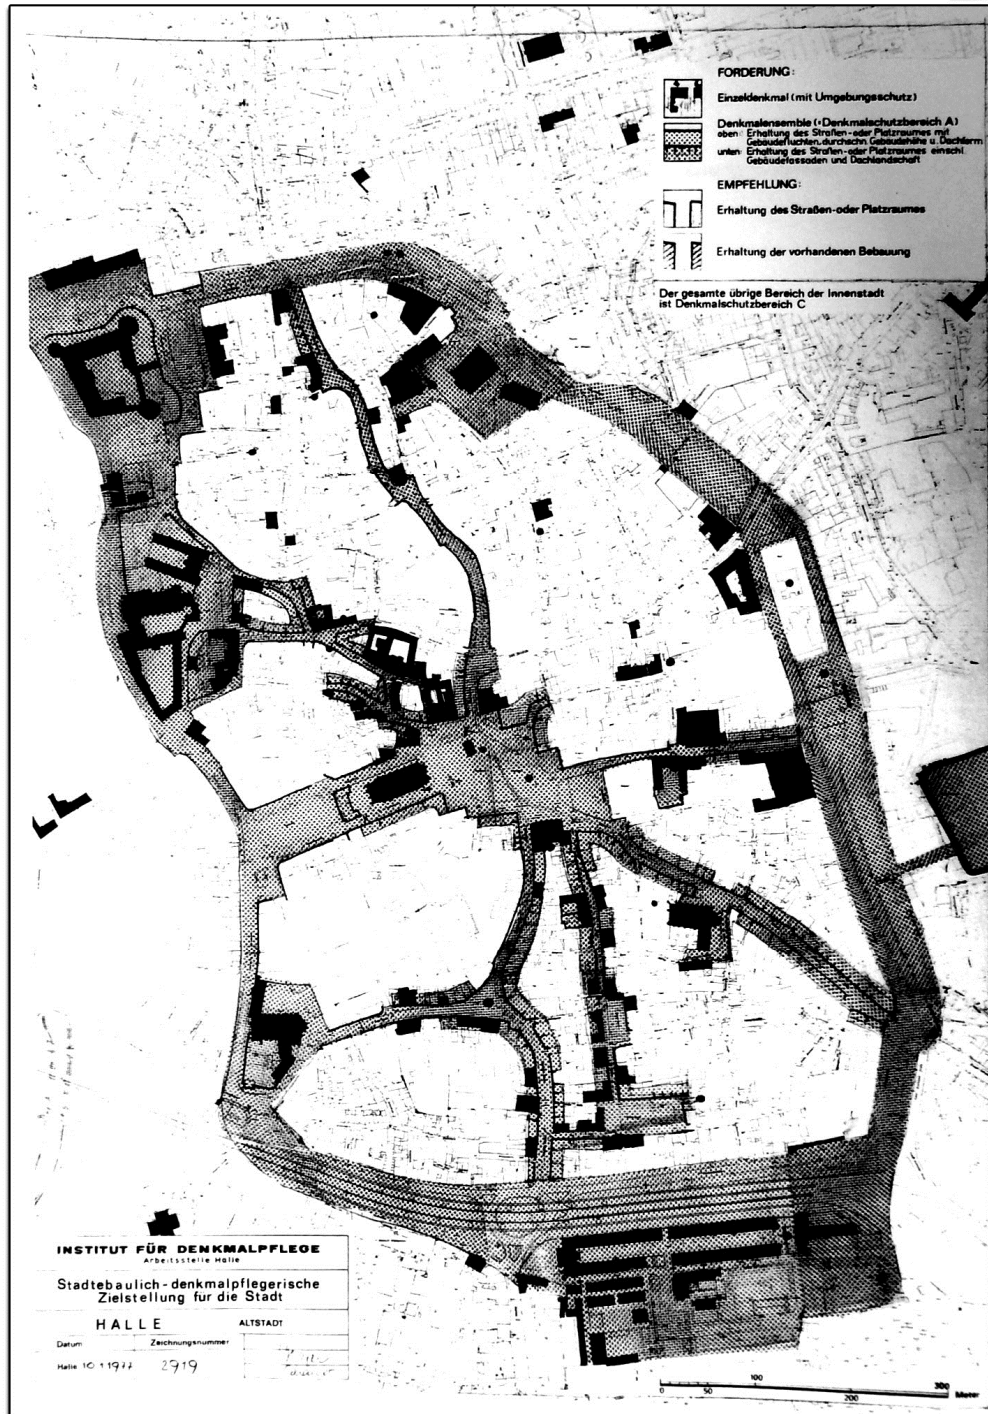 FORDERUNG:
Einzeldenkmal (mit Umgebungsschutz)
Denkmalensemble (=Denkmalschutzbereich A)
oben: Erhaltung des Straßen-oder Platzraumes mit
Gebäudefluchten, durchschn. Gebäudehöhe u. Dachform
unten: Erhaltung des Straßen-oder Platzraumes einschl.
Gebäudefassaden und Dachlandschaft
EMPFEHLUNG:
Erhaltung des Straßen-oder Platzraumes
Erhaltung der vorhandenen Bebauung
Der gesamte übrige Bereich der Innenstadt
ist Denkmalschutzbereich C
INSTITUT FÜR DENKMALPFLEGE
Arbeitsstelle Halle
Städtebaulich-denkmalpflegerische
Zielstellung für die Stadt
HALLE ALTSTADT
Datum Zeichnungsnummer
Halle 10 1 1977 2919
0 50 100 200 300 Meter